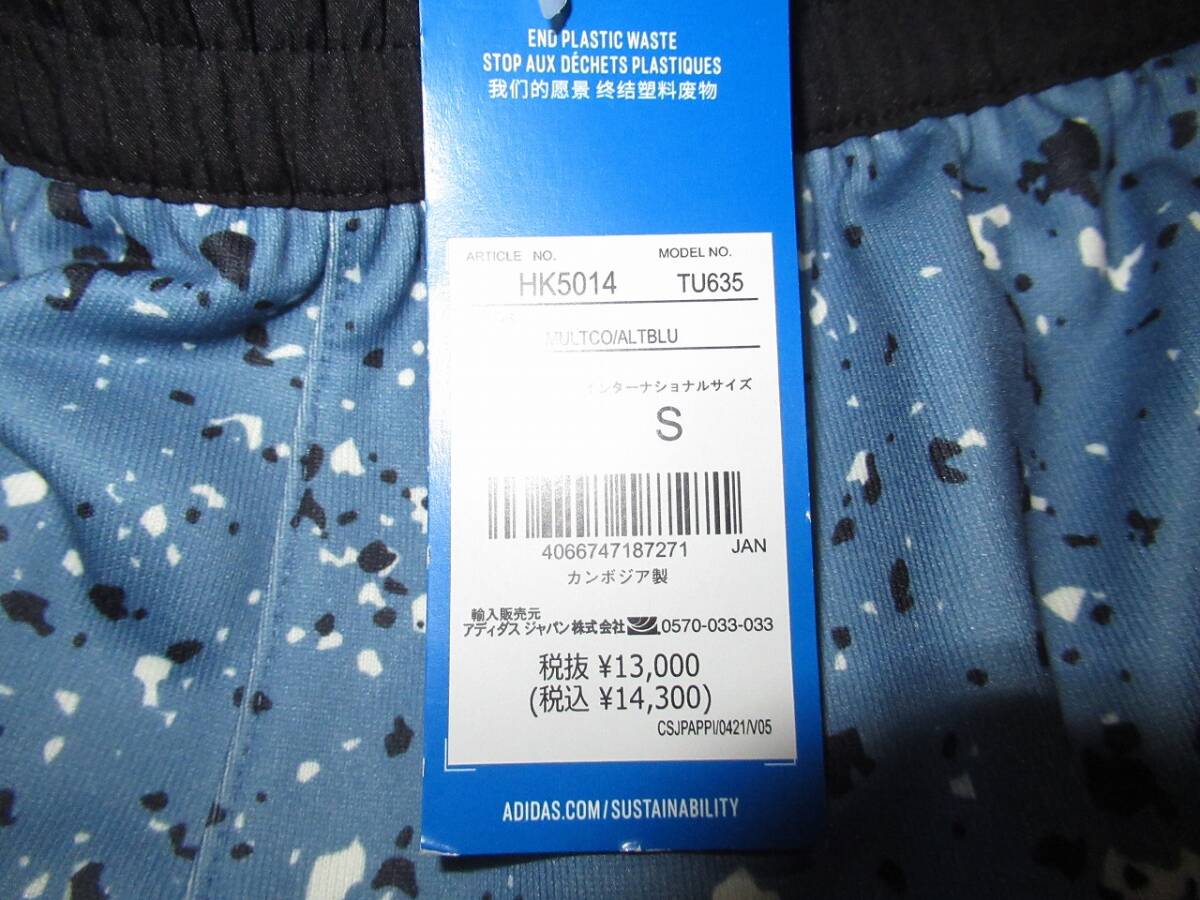 END PLASTIC WASTE
STOP AUX DÉCHETS PLASTIQUES
我们的愿景 终结塑料废物
ARTICLE NO. MODEL NO.
HK5014 TU635
MULTCO/ALTBLU
インターナショナルサイズ
S
4066747187271 JAN
カンボジア製
輸入販売元
アディダス ジャパン株式会社 0570-033-033
税抜 ¥13,000
(税込 ¥14,300)
CSJPAPPI/0421/V05
ADIDAS.COM/SUSTAINABILITY